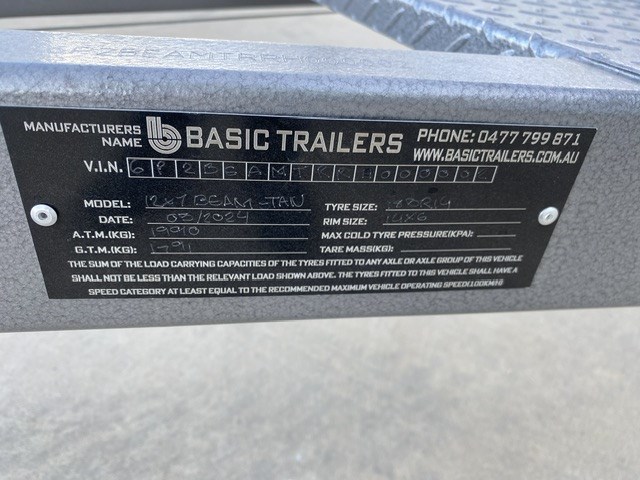 MANUFACTURERS NAME BASIC TRAILERS PHONE: 0477 799 871
WWW.BASICTRAILERS.COM.AU
V.I.N.
MODEL: 12x7 BEAM-TAN TYRE SIZE:
DATE: 03/2024 RIM SIZE: 14X6
A.T.M.(KG) 1990 MAX COLD TYRE PRESSURE(KPA):
G.T.M.(KG): 1791 TARE MASS(KG):
THE SUM OF THE LOAD CARRYING CAPACITIES OF THE TYRES FITTED TO ANY AXLE OR AXLE GROUP OF THIS VEHICLE
SHALL NOT BE LESS THAN THE RELEVANT LOAD SHOWN ABOVE. THE TYRES FITTED TO THIS VEHICLE SHALL HAVE A
SPEED CATEGORY AT LEAST EQUAL TO THE RECOMMENDED MAXIMUM VEHICLE OPERATING SPEED(100KM/H)